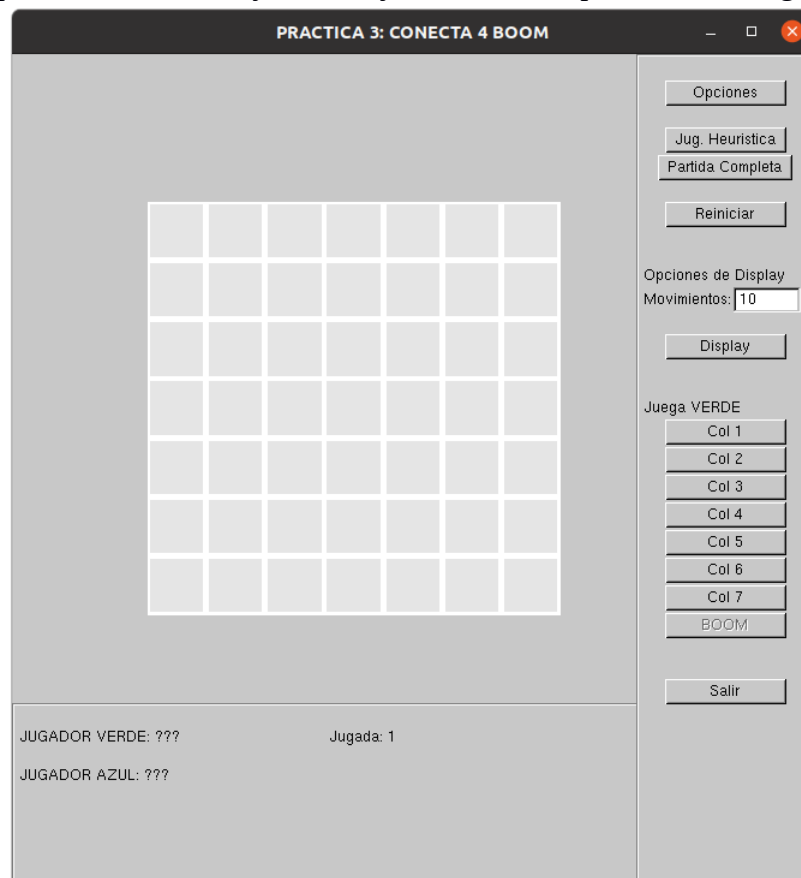 PRACTICA 3: CONECTA 4 BOOM
Opciones
Jug. Heuristica
Partida Completa
Reiniciar
Opciones de Display
Movimientos: 10
Display
Juega VERDE
Col 1
Col 2
Col 3
Col 4
Col 5
Col 6
Col 7
BOOM
Salir
JUGADOR VERDE: ??? Jugada: 1
JUGADOR AZUL: ???